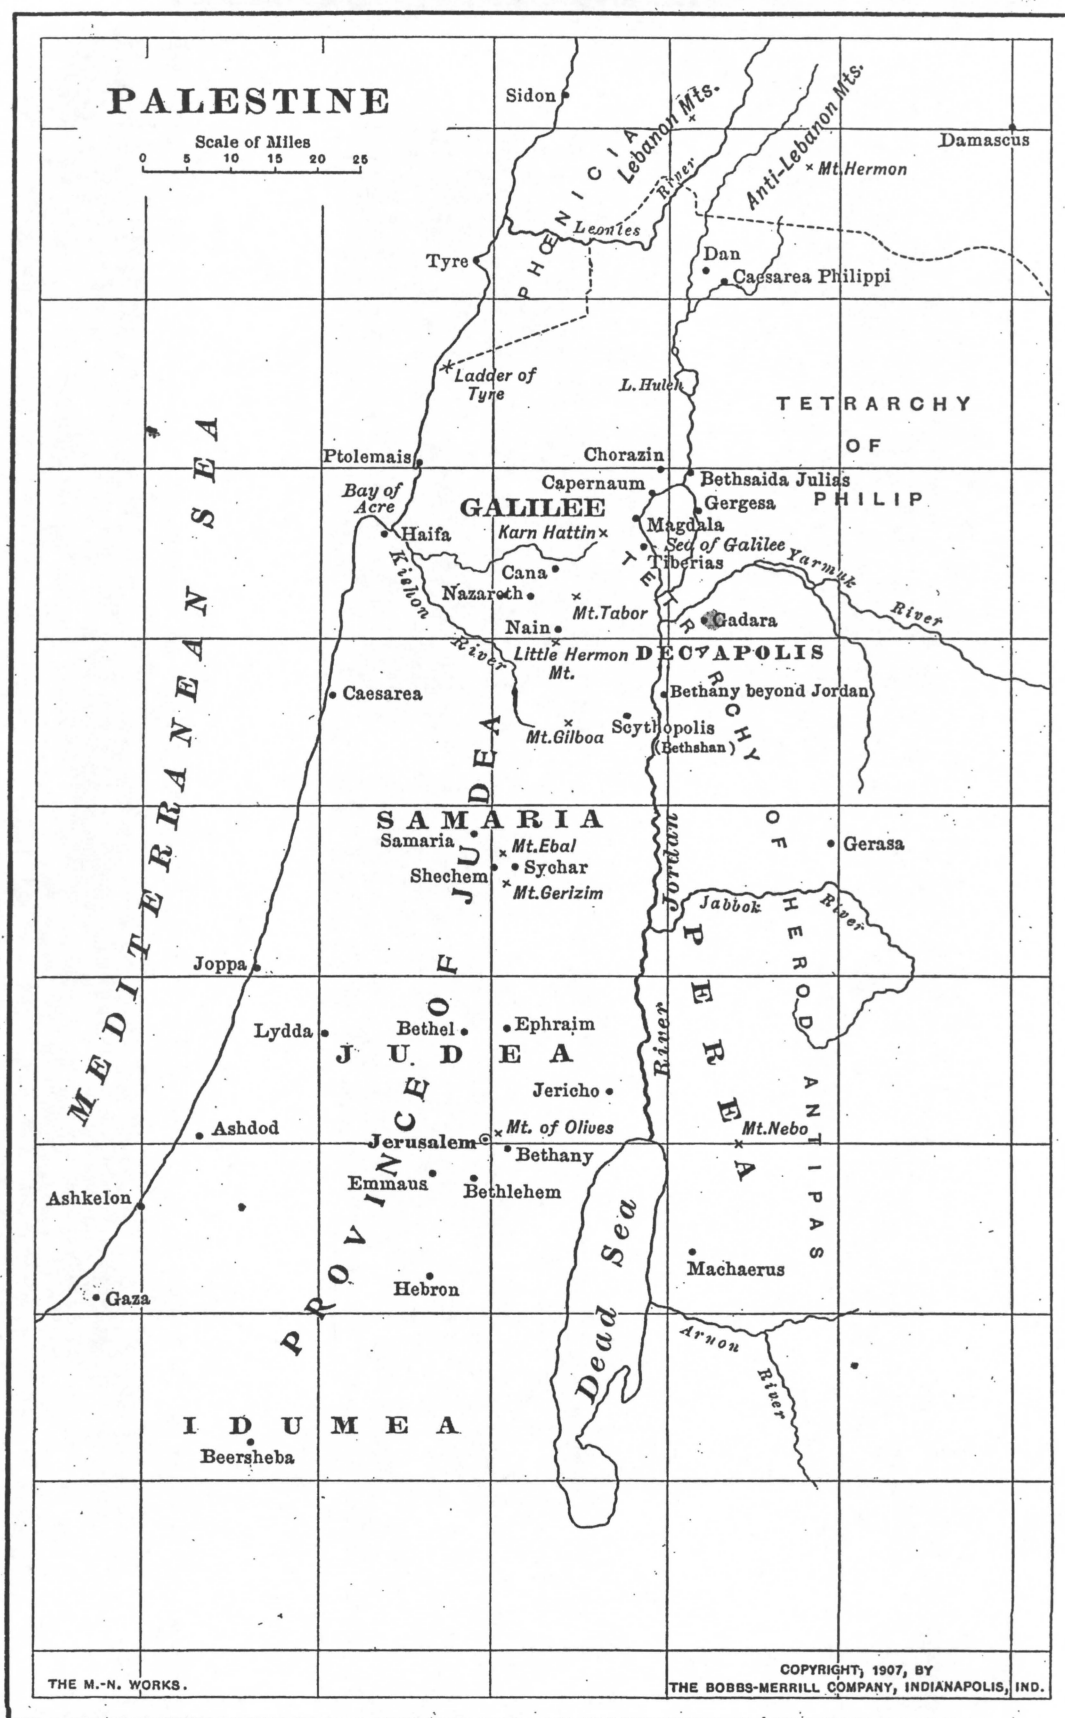 PALESTINE
Scale of Miles
0 5 10 15 20 25
Sidon
Lebanon Mts.
Anti-Lebanon Mts.
Damascus
Mt. Hermon
PHŒNICIA
Leontes River
Tyre
Dan
Caesarea Philippi
Ladder of
Tyre
L. Huleh
TETRARCHY
OF
PHILIP
MEDITERRANEAN SEA
Ptolemais
Chorazin
Bethsaida Julias
Capernaum
Bay of
Acre
GALILEE
Gergesa
Magdala
Haifa
Karn Hattin
Sea of Galilee
Tiberias
Yarmuk River
Cana
Kishon River
Nazareth
Mt. Tabor
Gadara
Nain
Little Hermon
Mt.
DECAPOLIS
Caesarea
Bethany beyond Jordan
Mt. Gilboa
Scythopolis
(Bethshan)
TETRARCHY OF HEROD ANTIPAS
PROVINCE OF JUDEA
SAMARIA
Samaria
Mt. Ebal
Gerasa
Shechem
Sychar
Mt. Gerizim
Jordan River
Jabbok River
PEREA
Joppa
Lydda
Bethel
Ephraim
JUDEA
Jericho
Ashdod
Jerusalem
Mt. of Olives
Mt. Nebo
Bethany
Emmaus
Bethlehem
Ashkelon
Dead Sea
Machaerus
Hebron
Gaza
Arnon River
IDUMEA
Beersheba
THE M.-N. WORKS.
COPYRIGHT, 1907, BY
THE BOBBS-MERRILL COMPANY, INDIANAPOLIS, IND.